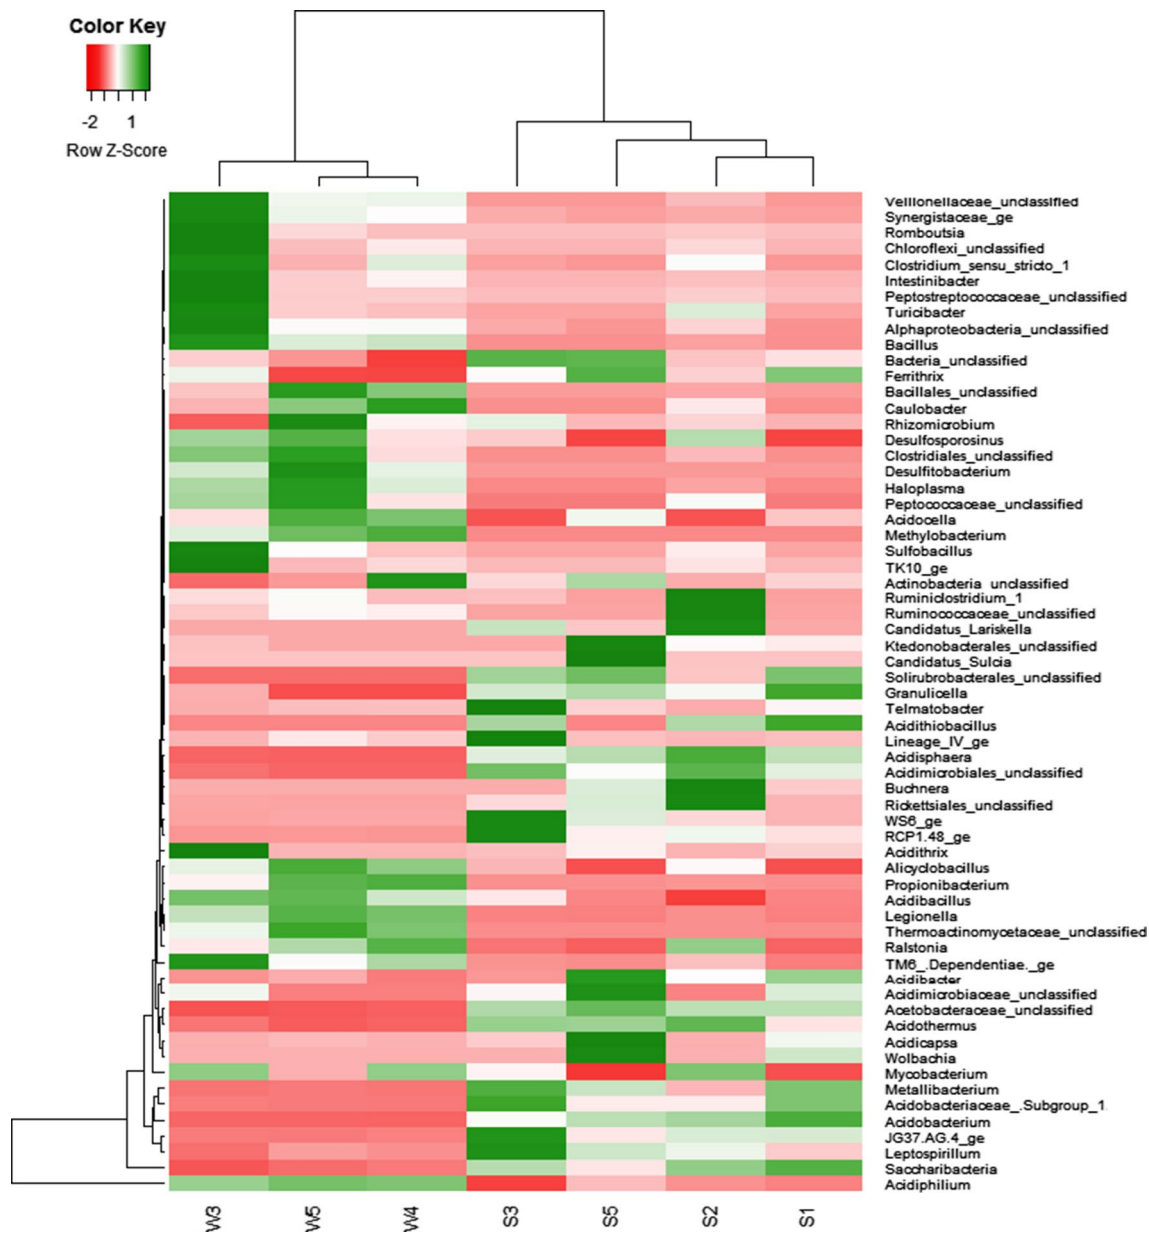 Color Key
-2 1
Row Z-Score
Veillonellaceae_unclassified
Synergistaceae_ge
Romboutsia
Chloroflexi_unclassified
Clostridium_sensu_stricto_1
Intestinibacter
Peptostreptococcaceae_unclassified
Turicibacter
Alphaproteobacteria_unclassified
Bacillus
Bacteria_unclassified
Ferrithrix
Bacillales_unclassified
Caulobacter
Rhizomicrobium
Desulfosporosinus
Clostridiales_unclassified
Desulfitobacterium
Haloplasma
Peptococcaceae_unclassified
Acidocella
Methylobacterium
Sulfobacillus
TK10_ge
Actinobacteria_unclassified
Ruminiclostridium_1
Ruminococcaceae_unclassified
Candidatus_Lariskella
Ktedonobacterales_unclassified
Candidatus_Sulcia
Solirubrobacterales_unclassified
Granulicella
Telmatobacter
Acidithiobacillus
Lineage_IV_ge
Acidisphaera
Acidimicrobiales_unclassified
Buchnera
Rickettsiales_unclassified
WS6_ge
RCP1.48_ge
Acidithrix
Alicyclobacillus
Propionibacterium
Acidibacillus
Legionella
Thermoactinomycetaceae_unclassified
Ralstonia
TM6_.Dependentiae._ge
Acidibacter
Acidimicrobiaceae_unclassified
Acetobacteraceae_unclassified
Acidothermus
Acidicapsa
Wolbachia
Mycobacterium
Metallibacterium
Acidobacteriaceae_.Subgroup_1.
Acidobacterium
JG37.AG.4_ge
Leptospirillum
Saccharibacteria
Acidiphilium
W3 W5 W4 S3 S5 S2 S1